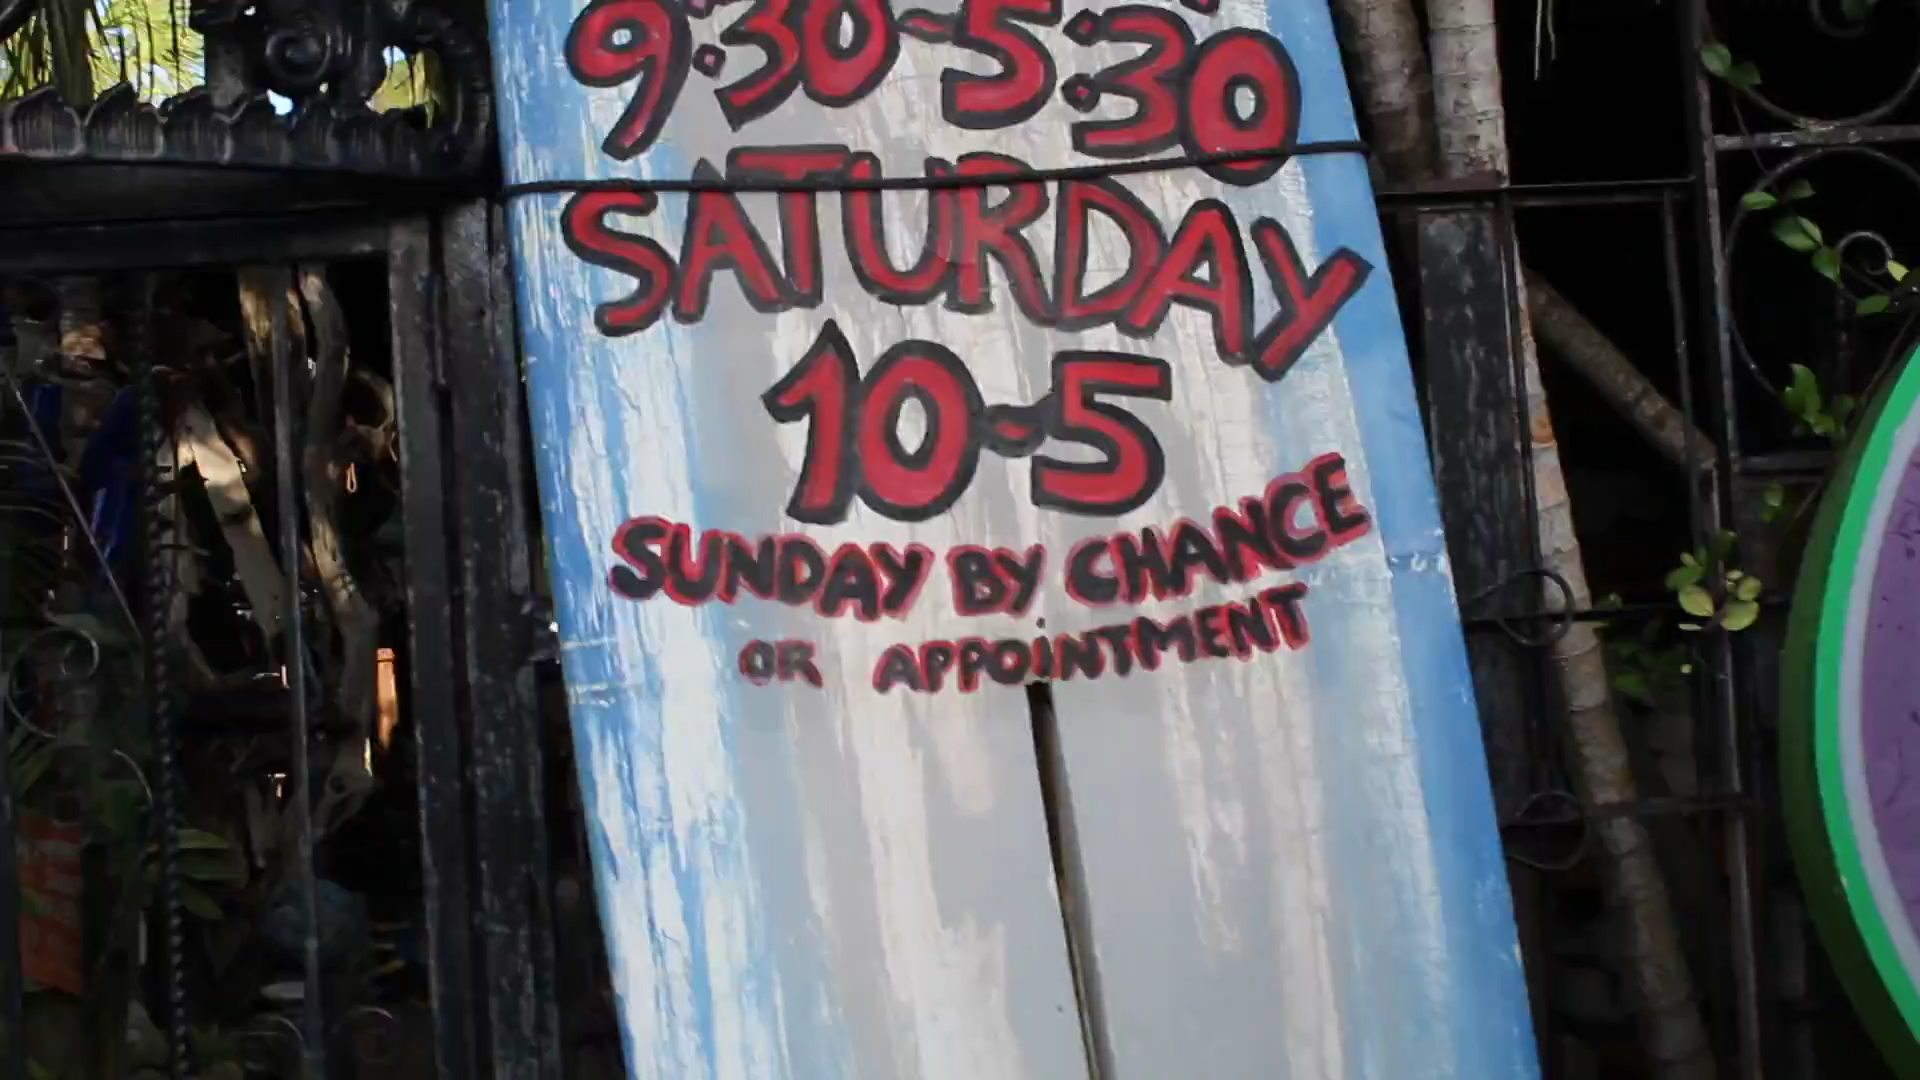 9:30~5:30
SATURDAY
10~5
SUNDAY BY CHANCE
OR APPOINTMENT